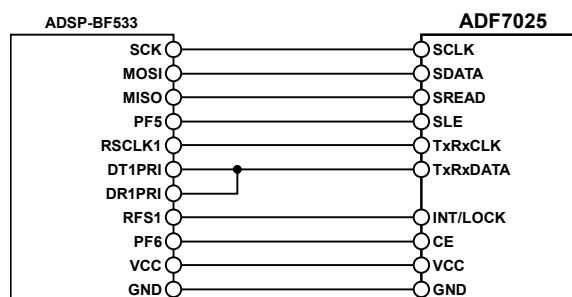 ADSP-BF533 ADF7025
SCK SCLK
MOSI SDATA
MISO SREAD
PF5 SLE
RSCLK1 TxRxCLK
DT1PRI TxRxDATA
DR1PRI
RFS1 INT/LOCK
PF6 CE
VCC VCC
GND GND